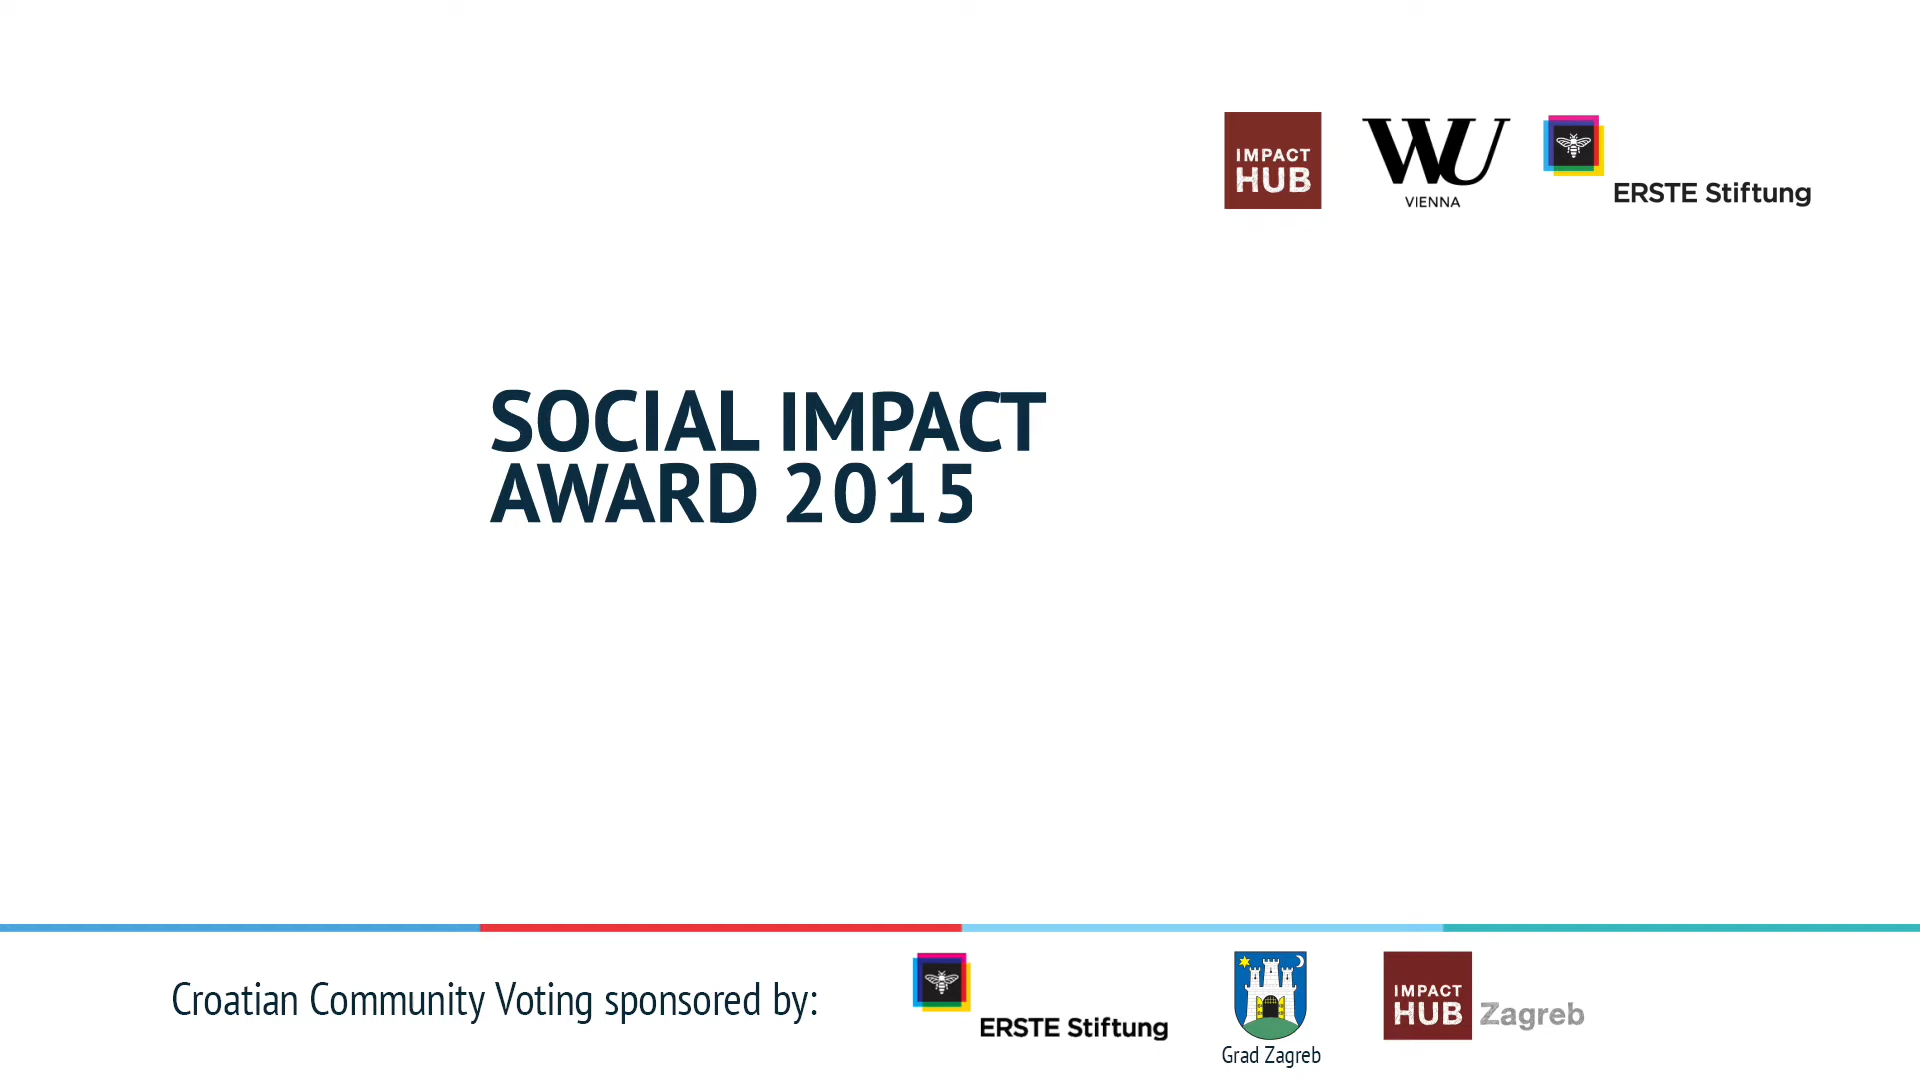 IMPACT
HUB
WU
VIENNA
ERSTE Stiftung
SOCIAL IMPACT
AWARD 2015
Croatian Community Voting sponsored by:
ERSTE Stiftung
Grad Zagreb
IMPACT
HUB Zagreb